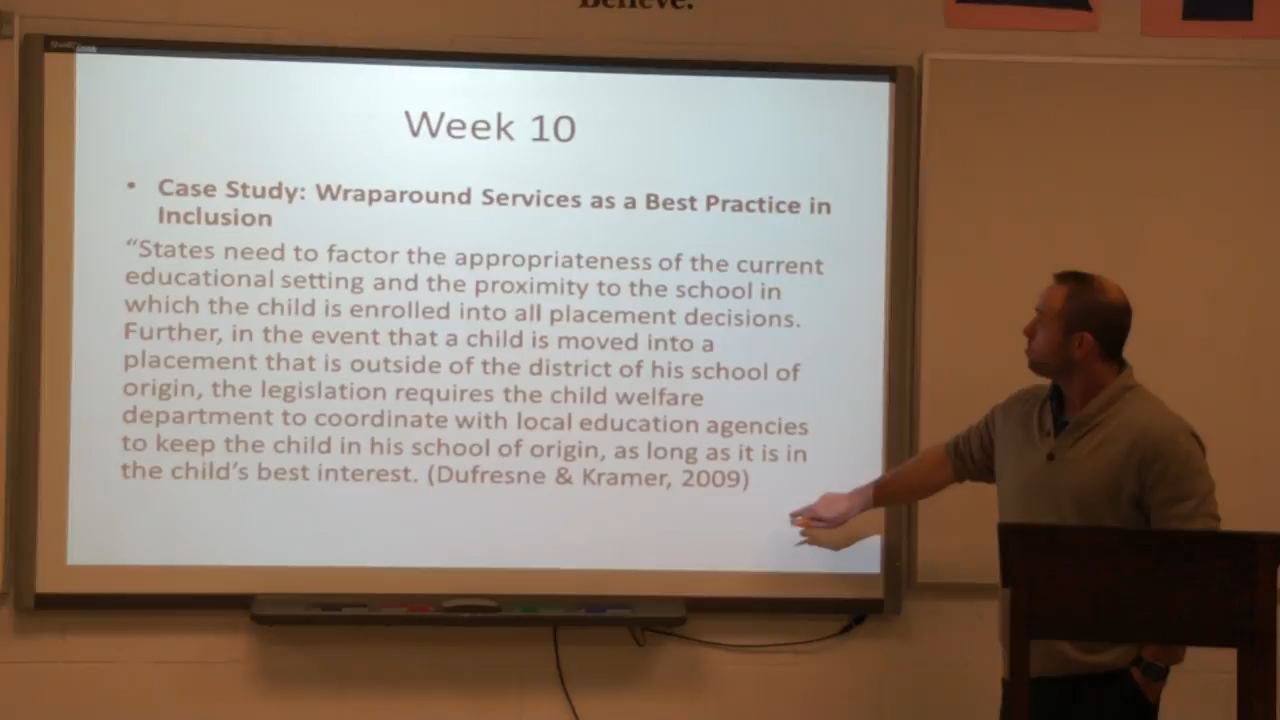 Believe.
Week 10
• Case Study: Wraparound Services as a Best Practice in
Inclusion
“States need to factor the appropriateness of the current
educational setting and the proximity to the school in
which the child is enrolled into all placement decisions.
Further, in the event that a child is moved into a
placement that is outside of the district of his school of
origin, the legislation requires the child welfare
department to coordinate with local education agencies
to keep the child in his school of origin, as long as it is in
the child’s best interest. (Dufresne & Kramer, 2009)